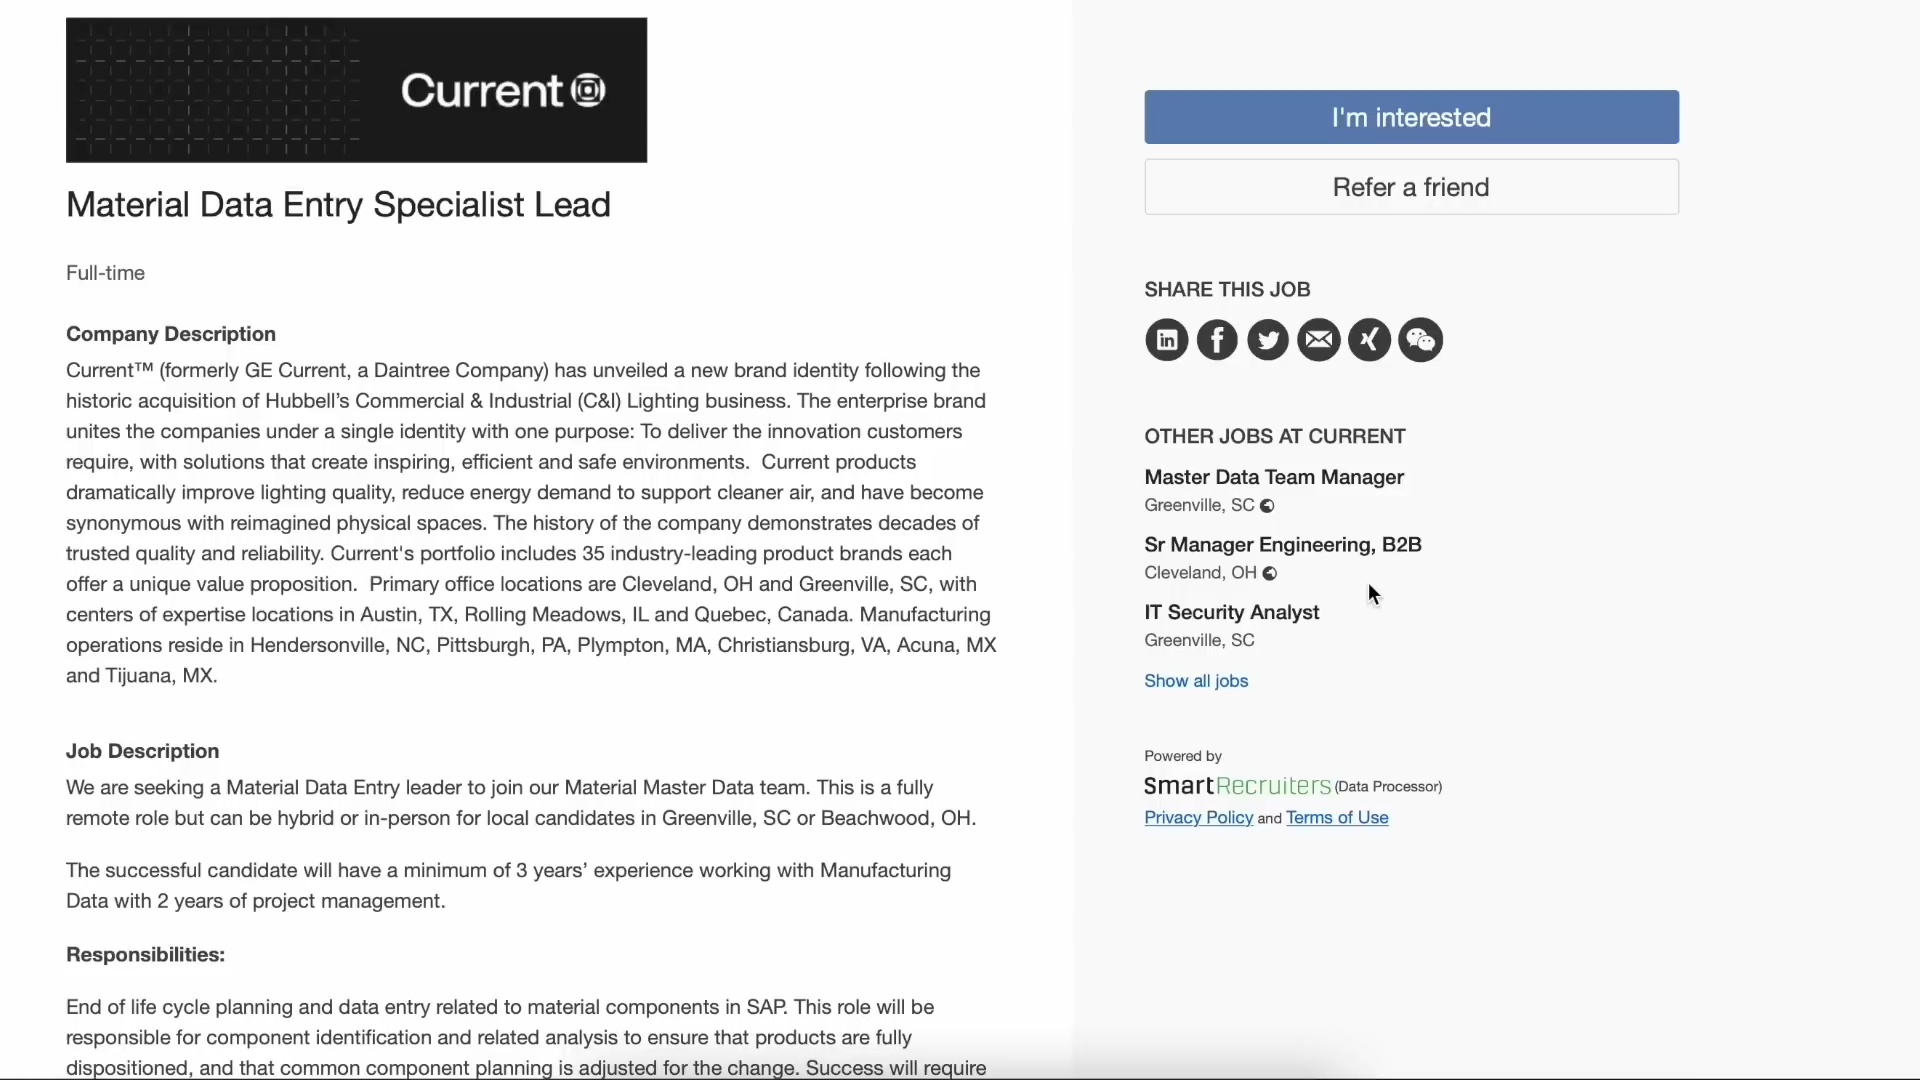 Current
Material Data Entry Specialist Lead
Full-time
Company Description
Current™ (formerly GE Current, a Daintree Company) has unveiled a new brand identity following the
historic acquisition of Hubbell’s Commercial & Industrial (C&I) Lighting business. The enterprise brand
unites the companies under a single identity with one purpose: To deliver the innovation customers
require, with solutions that create inspiring, efficient and safe environments.  Current products
dramatically improve lighting quality, reduce energy demand to support cleaner air, and have become
synonymous with reimagined physical spaces. The history of the company demonstrates decades of
trusted quality and reliability. Current's portfolio includes 35 industry-leading product brands each
offer a unique value proposition.  Primary office locations are Cleveland, OH and Greenville, SC, with
centers of expertise locations in Austin, TX, Rolling Meadows, IL and Quebec, Canada. Manufacturing
operations reside in Hendersonville, NC, Pittsburgh, PA, Plympton, MA, Christiansburg, VA, Acuna, MX
and Tijuana, MX.
Job Description
We are seeking a Material Data Entry leader to join our Material Master Data team. This is a fully
remote role but can be hybrid or in-person for local candidates in Greenville, SC or Beachwood, OH.
The successful candidate will have a minimum of 3 years’ experience working with Manufacturing
Data with 2 years of project management.
Responsibilities:
End of life cycle planning and data entry related to material components in SAP. This role will be
responsible for component identification and related analysis to ensure that products are fully
dispositioned, and that common component planning is adjusted for the change. Success will require
I'm interested
Refer a friend
SHARE THIS JOB
OTHER JOBS AT CURRENT
Master Data Team Manager
Greenville, SC
Sr Manager Engineering, B2B
Cleveland, OH
IT Security Analyst
Greenville, SC
Show all jobs
Powered by
SmartRecruiters (Data Processor)
Privacy Policy and Terms of Use